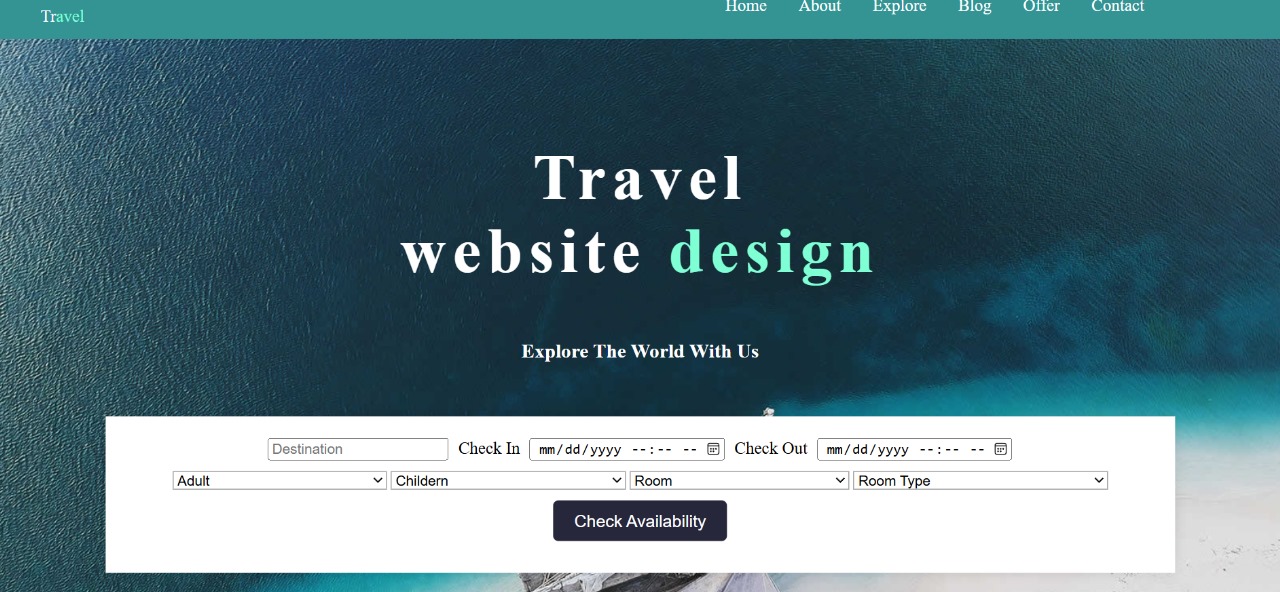 Travel
Home About Explore Blog Offer Contact
Travel
website design
Explore The World With Us
Destination Check In mm/dd/yyyy --:-- -- Check Out mm/dd/yyyy --:-- --
Adult Childern Room Room Type
Check Availability